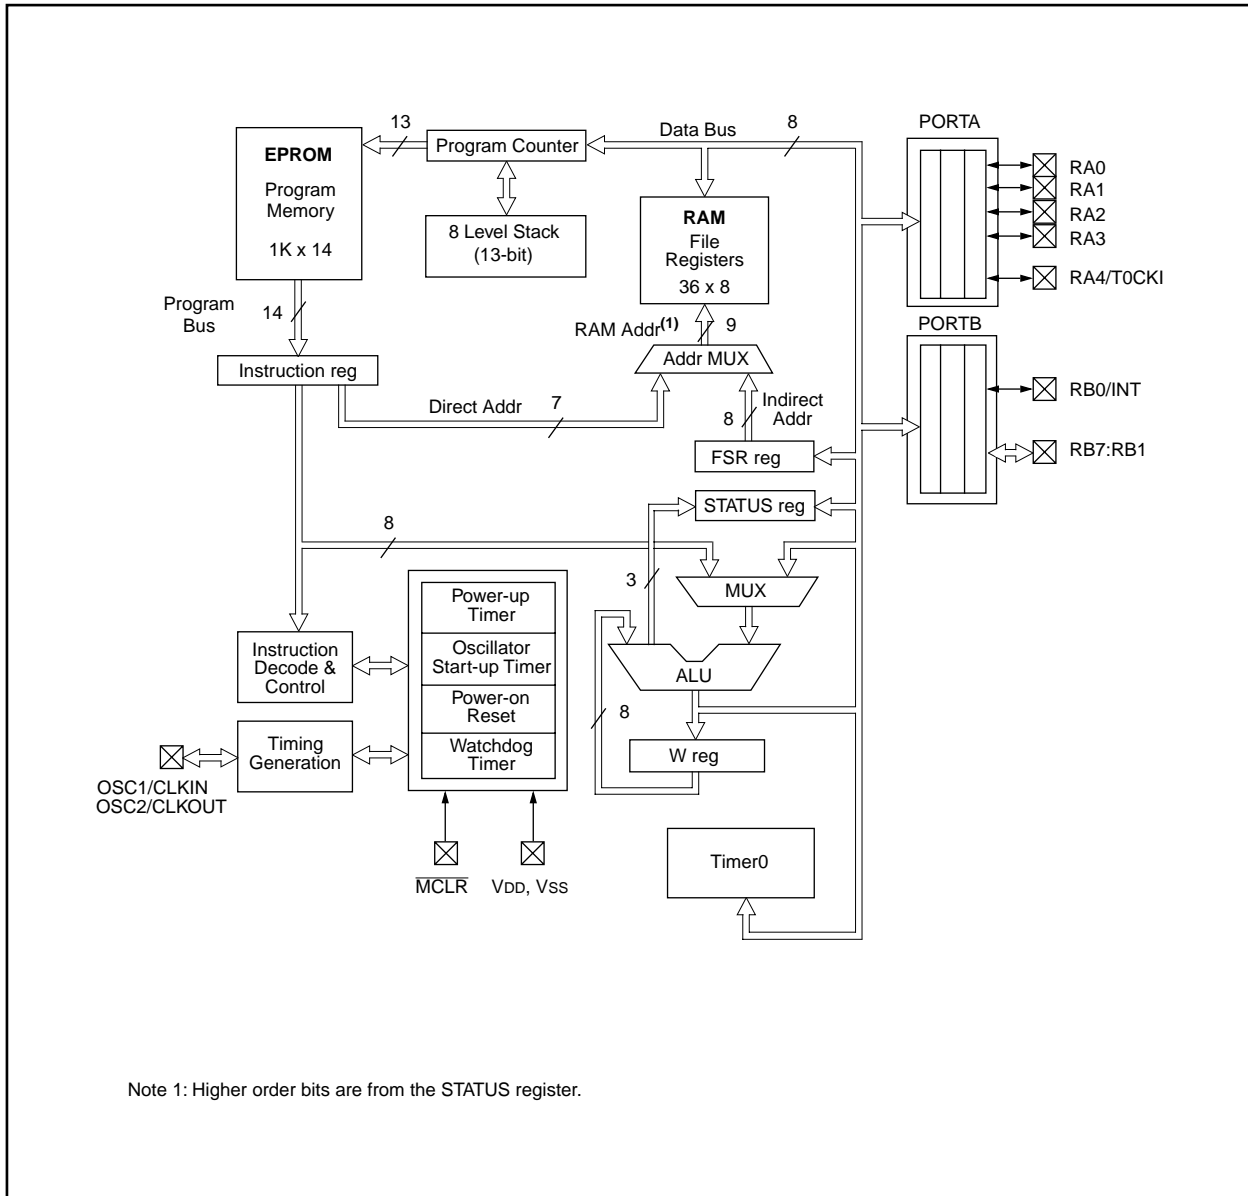 13
Data Bus
8
PORTA
EPROM
Program
Memory
1K x 14
Program Counter
8 Level Stack
(13-bit)
RAM
File
Registers
36 x 8
RA0
RA1
RA2
RA3
RA4/T0CKI
Program
Bus
14
RAM Addr(1)
9
PORTB
Instruction reg
Addr MUX
Direct Addr
7
8
Indirect
Addr
RB0/INT
RB7:RB1
FSR reg
STATUS reg
8
3
MUX
Power-up
Timer
Oscillator
Start-up Timer
Power-on
Reset
Watchdog
Timer
Instruction
Decode &
Control
ALU
8
W reg
Timing
Generation
OSC1/CLKIN
OSC2/CLKOUT
MCLR
VDD, VSS
Timer0
Note 1: Higher order bits are from the STATUS register.